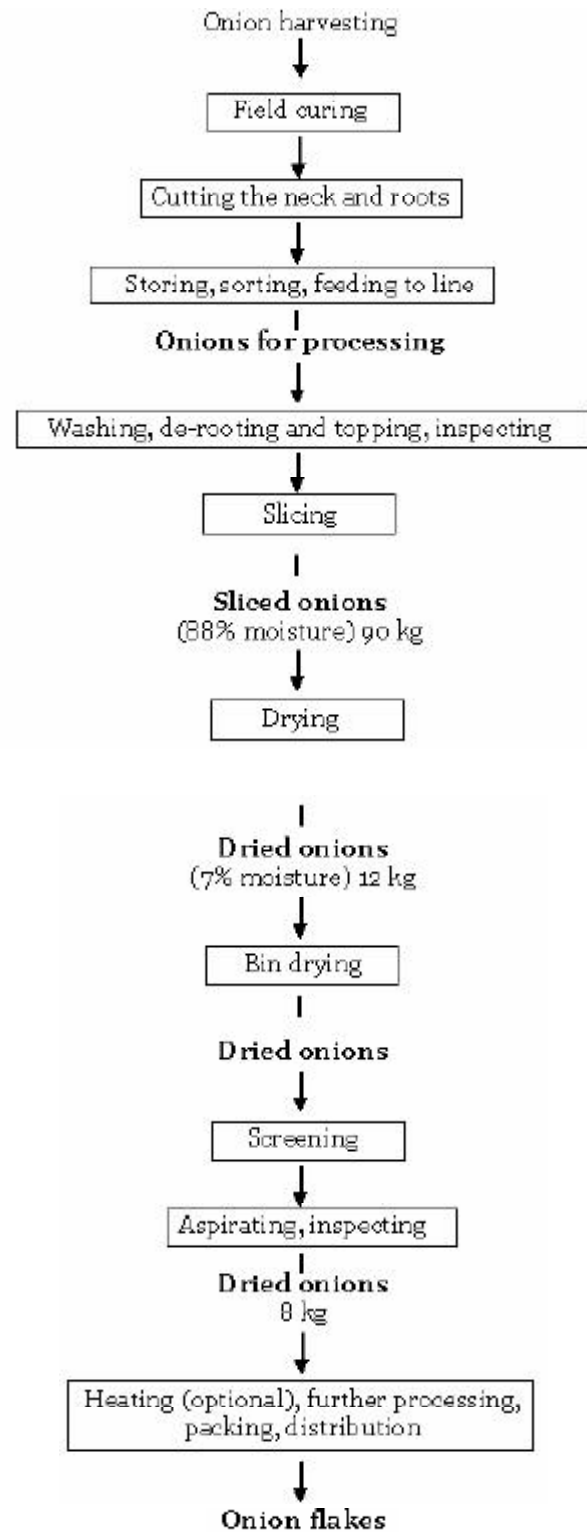 Onion harvesting
Field curing
Cutting the neck and roots
Storing, sorting, feeding to line
Onions for processing
Washing, de-rooting and topping, inspecting
Slicing
Sliced onions
(88% moisture) 90 kg
Drying
Dried onions
(7% moisture) 12 kg
Bin drying
Dried onions
Screening
Aspirating, inspecting
Dried onions
8 kg
Heating (optional), further processing,
packing, distribution
Onion flakes